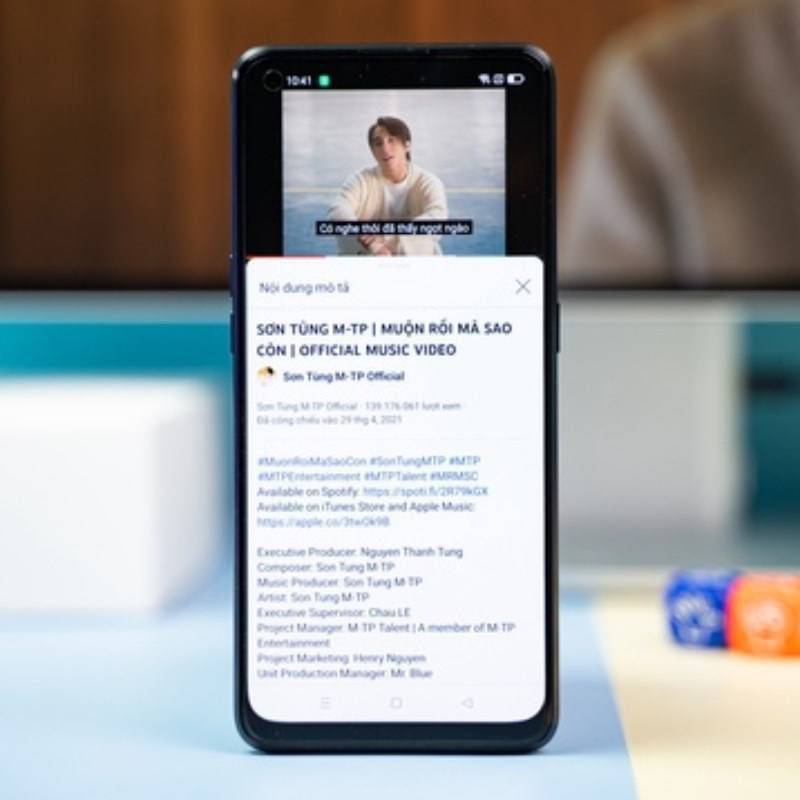 10:41
Có nghe thôi đã thấy ngọt ngào
Nội dung mô tả
SƠN TÙNG M-TP | MUỘN RỒI MÀ SAO
CÒN | OFFICIAL MUSIC VIDEO
Sơn Tùng M-TP Official
Sơn Tùng M-TP Official · 139.176.061 lượt xem ·
Đã công chiếu vào 29 thg 4, 2021
#MuonRoiMaSaoCon #SonTungMTP #MTP
#MTPEntertainment #MTPTalent #MRMSC
Available on Spotify: https://spoti.fi/2R79kGX
Available on iTunes Store and Apple Music:
https://apple.co/3twOk9B
Executive Producer: Nguyen Thanh Tung
Composer: Son Tung M-TP
Music Producer: Son Tung M-TP
Artist: Son Tung M-TP
Executive Supervisor: Chau LE
Project Manager: M-TP Talent | A member of M-TP
Entertainment
Project Marketing: Henry Nguyen
Unit Production Manager: Mr. Blue